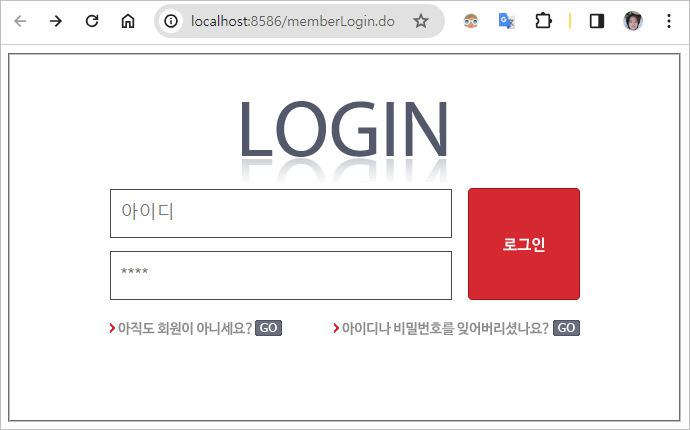 localhost:8586/memberLogin.do
LOGIN
아이디
****
로그인
아직도 회원이 아니세요? GO
아이디나 비밀번호를 잊어버리셨나요? GO